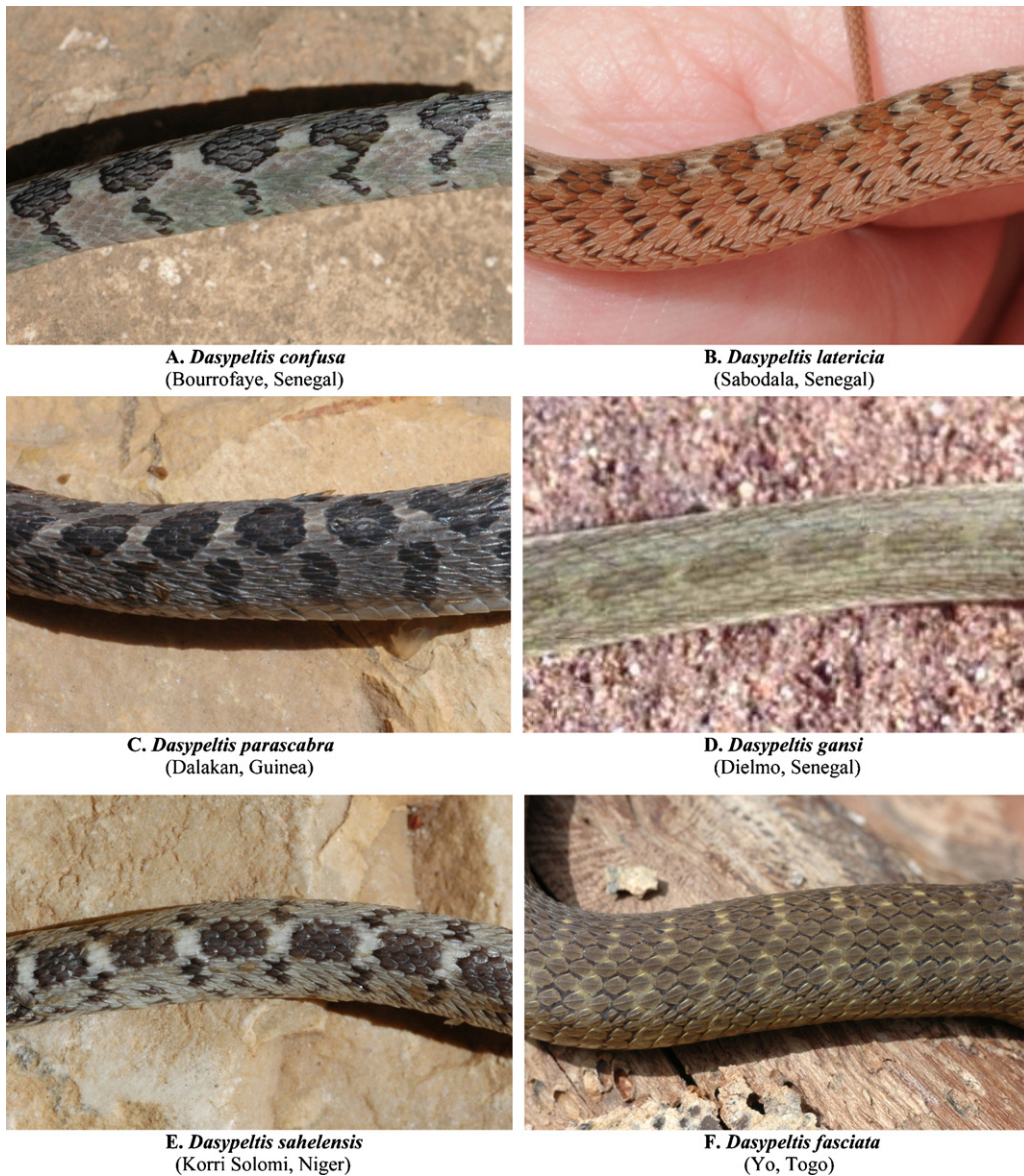 A. Dasypeltis confusa
(Bourrofaye, Senegal)
B. Dasypeltis latericia
(Sabodala, Senegal)
C. Dasypeltis parascabra
(Dalakan, Guinea)
D. Dasypeltis gansi
(Dielmo, Senegal)
E. Dasypeltis sahelensis
(Korri Solomi, Niger)
F. Dasypeltis fasciata
(Yo, Togo)